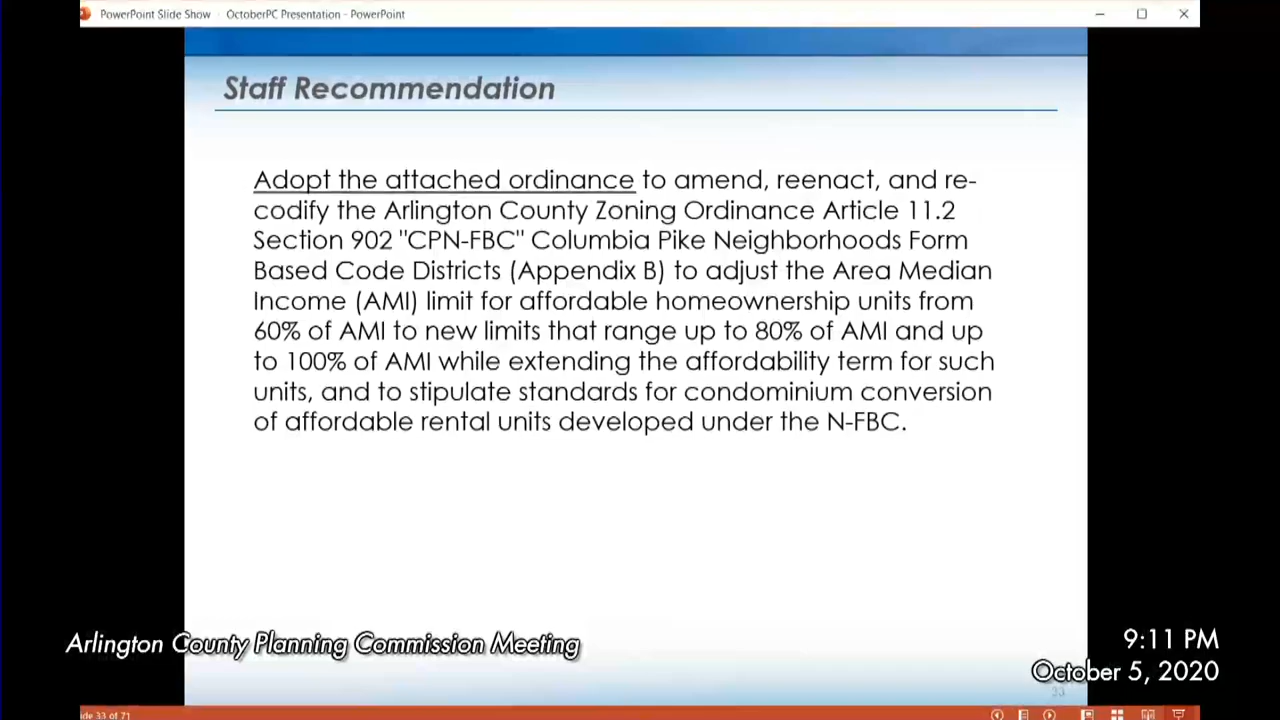 PowerPoint Slide Show - OctoberPC Presentation - PowerPoint
Staff Recommendation
Adopt the attached ordinance to amend, reenact, and re-
codify the Arlington County Zoning Ordinance Article 11.2
Section 902 "CPN-FBC" Columbia Pike Neighborhoods Form
Based Code Districts (Appendix B) to adjust the Area Median
Income (AMI) limit for affordable homeownership units from
60% of AMI to new limits that range up to 80% of AMI and up
to 100% of AMI while extending the affordability term for such
units, and to stipulate standards for condominium conversion
of affordable rental units developed under the N-FBC.
Arlington County Planning Commission Meeting
9:11 PM
October 5, 2020
33
ide 33 of 71